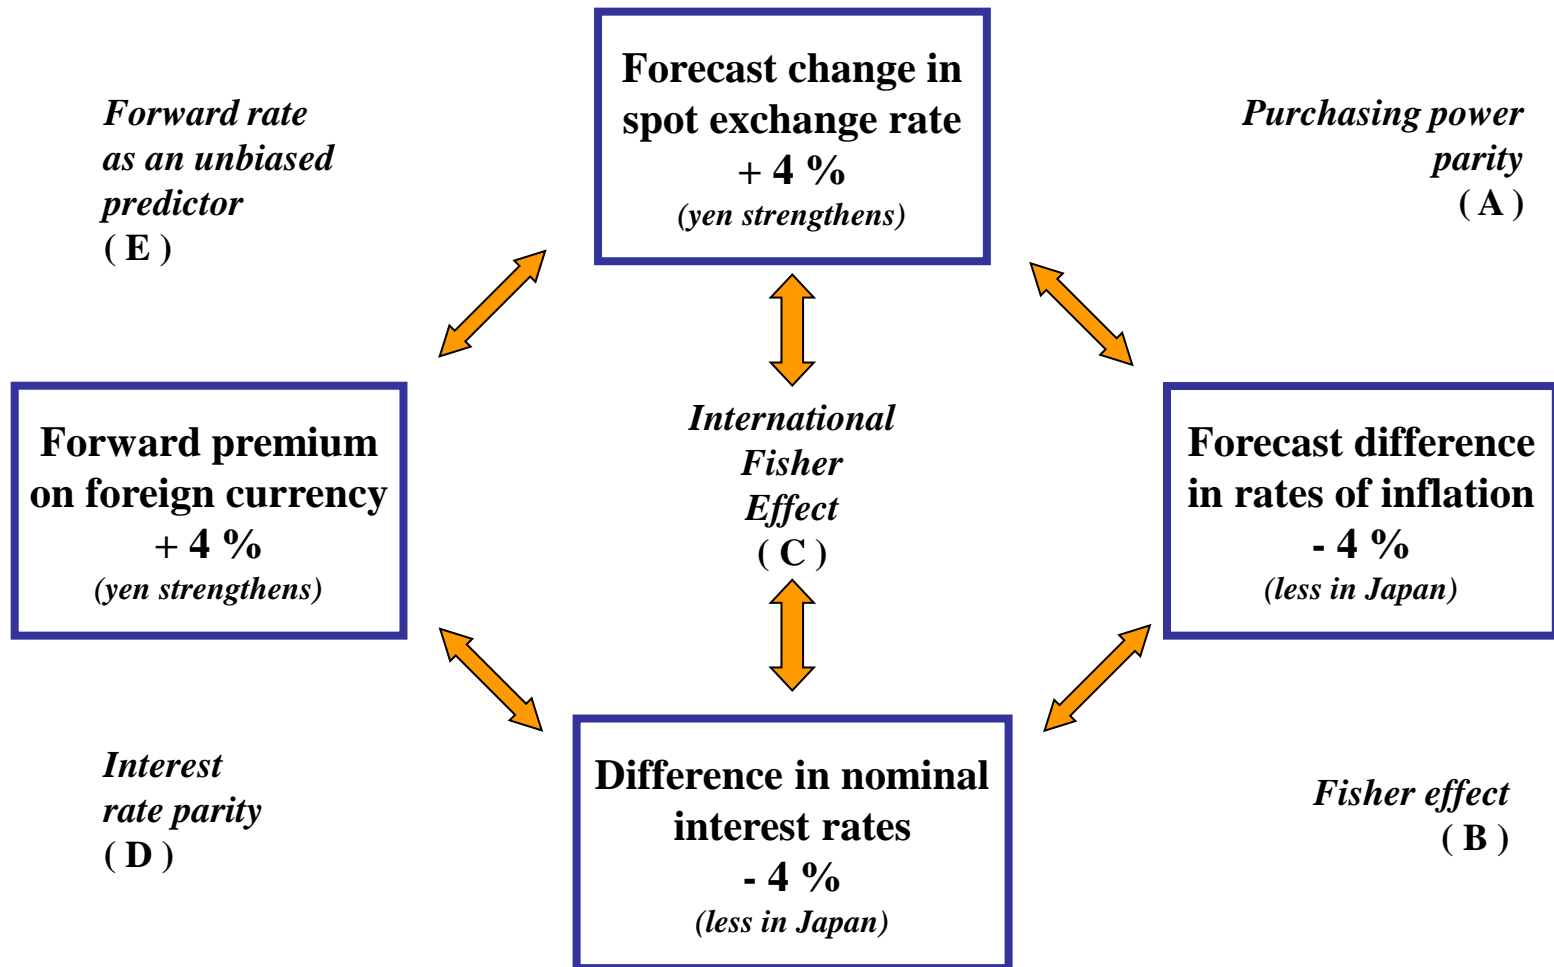 Forecast change in
spot exchange rate
+ 4 %
(yen strengthens)
Forward rate
as an unbiased
predictor
( E )
Purchasing power
parity
( A )
Forward premium
on foreign currency
+ 4 %
(yen strengthens)
International
Fisher
Effect
( C )
Forecast difference
in rates of inflation
- 4 %
(less in Japan)
Interest
rate parity
( D )
Difference in nominal
interest rates
- 4 %
(less in Japan)
Fisher effect
( B )